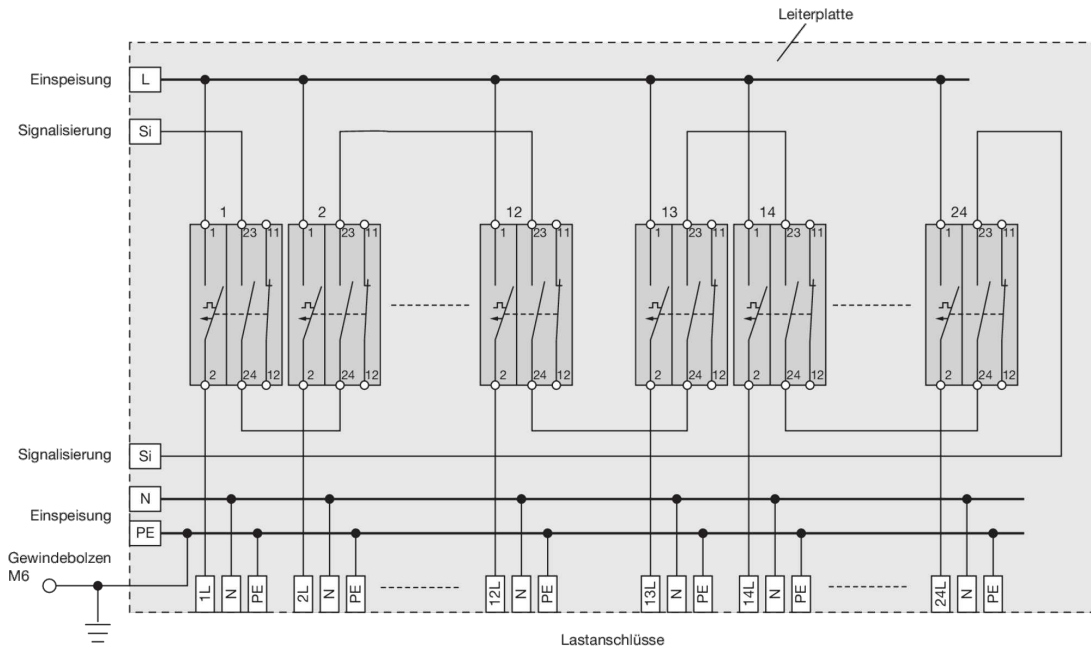 Leiterplatte
Einspeisung L
Signalisierung Si
1 2 12 13 14 24
1 23 11 1 23 11 1 23 11 1 23 11 1 23 11 1 23 11
2 24 12 2 24 12 2 24 12 2 24 12 2 24 12 2 24 12
Signalisierung Si
N
Einspeisung
PE
Gewindebolzen
M6
1L N PE 2L N PE 12L N PE 13L N PE 14L N PE 24L N PE
Lastanschlüsse